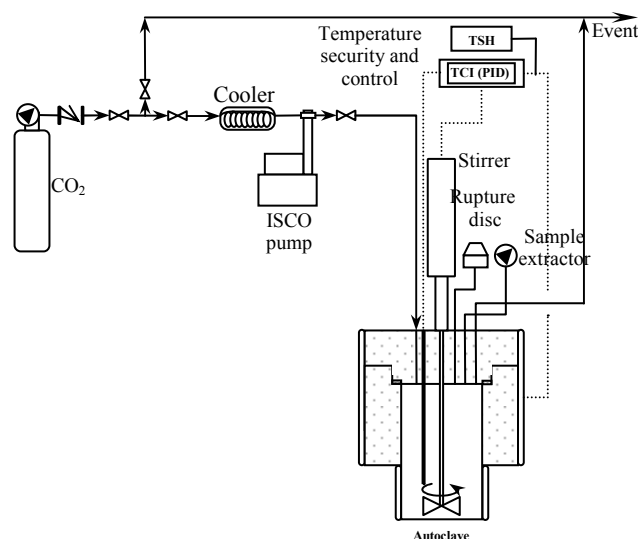 Event
Temperature
security and
control
TSH
TCI (PID)
Cooler
CO₂
ISCO
pump
Stirrer
Rupture
disc
Sample
extractor
Autoclave